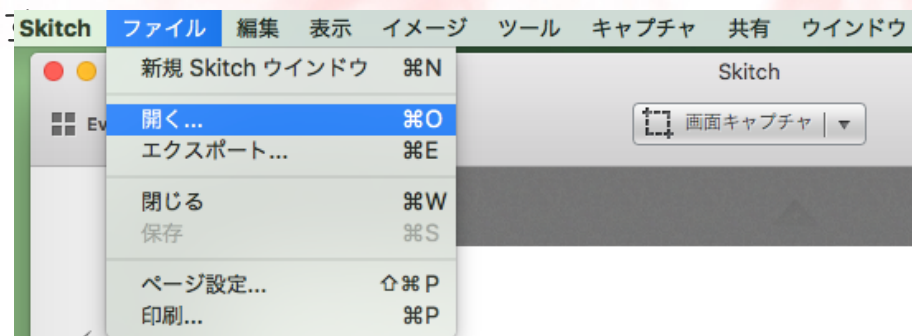 Skitch ファイル 編集 表示 イメージ ツール キャプチャ 共有 ウインドウ
新規 Skitch ウインドウ ⌘N
Skitch
Ev
画面キャプチャ
開く... ⌘O
エクスポート... ⌘E
閉じる ⌘W
保存 ⌘S
ページ設定... ⇧⌘P
印刷... ⌘P